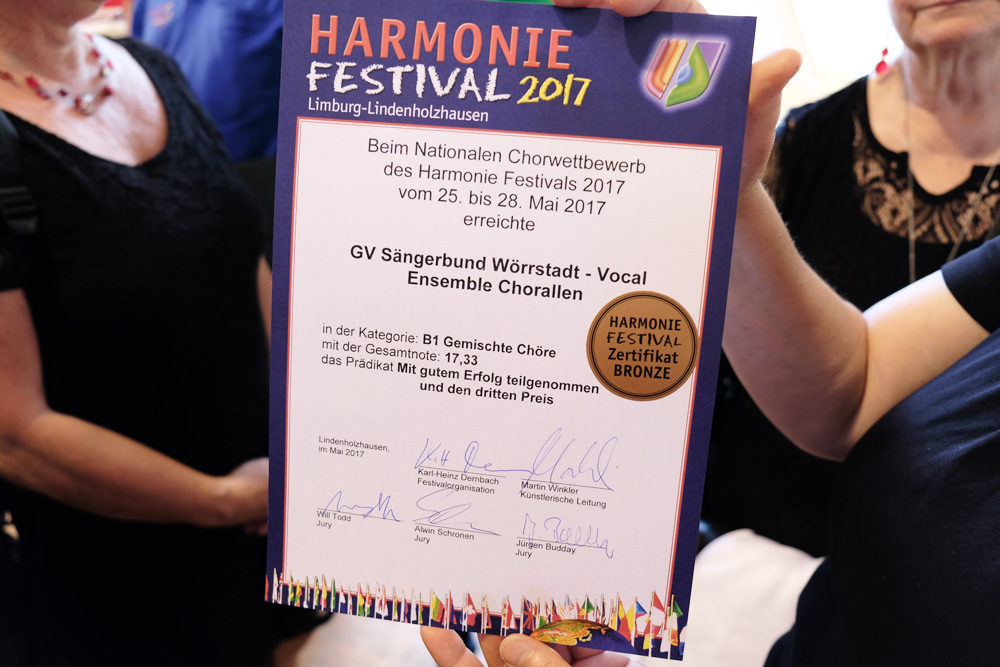 HARMONIE
FESTIVAL 2017
Limburg-Lindenholzhausen
Beim Nationalen Chorwettbewerb
des Harmonie Festivals 2017
vom 25. bis 28. Mai 2017
erreichte
GV Sängerbund Wörrstadt - Vocal
Ensemble Chorallen
in der Kategorie: B1 Gemischte Chöre
mit der Gesamtnote: 17,33
das Prädikat Mit gutem Erfolg teilgenommen
und den dritten Preis
HARMONIE
FESTIVAL
Zertifikat
BRONZE
Lindenholzhausen,
im Mai 2017
Karl-Heinz Dernbach
Festivalorganisation
Martin Winkler
Künstlerische Leitung
Will Todd
Jury
Alwin Schronen
Jury
Jürgen Budday
Jury